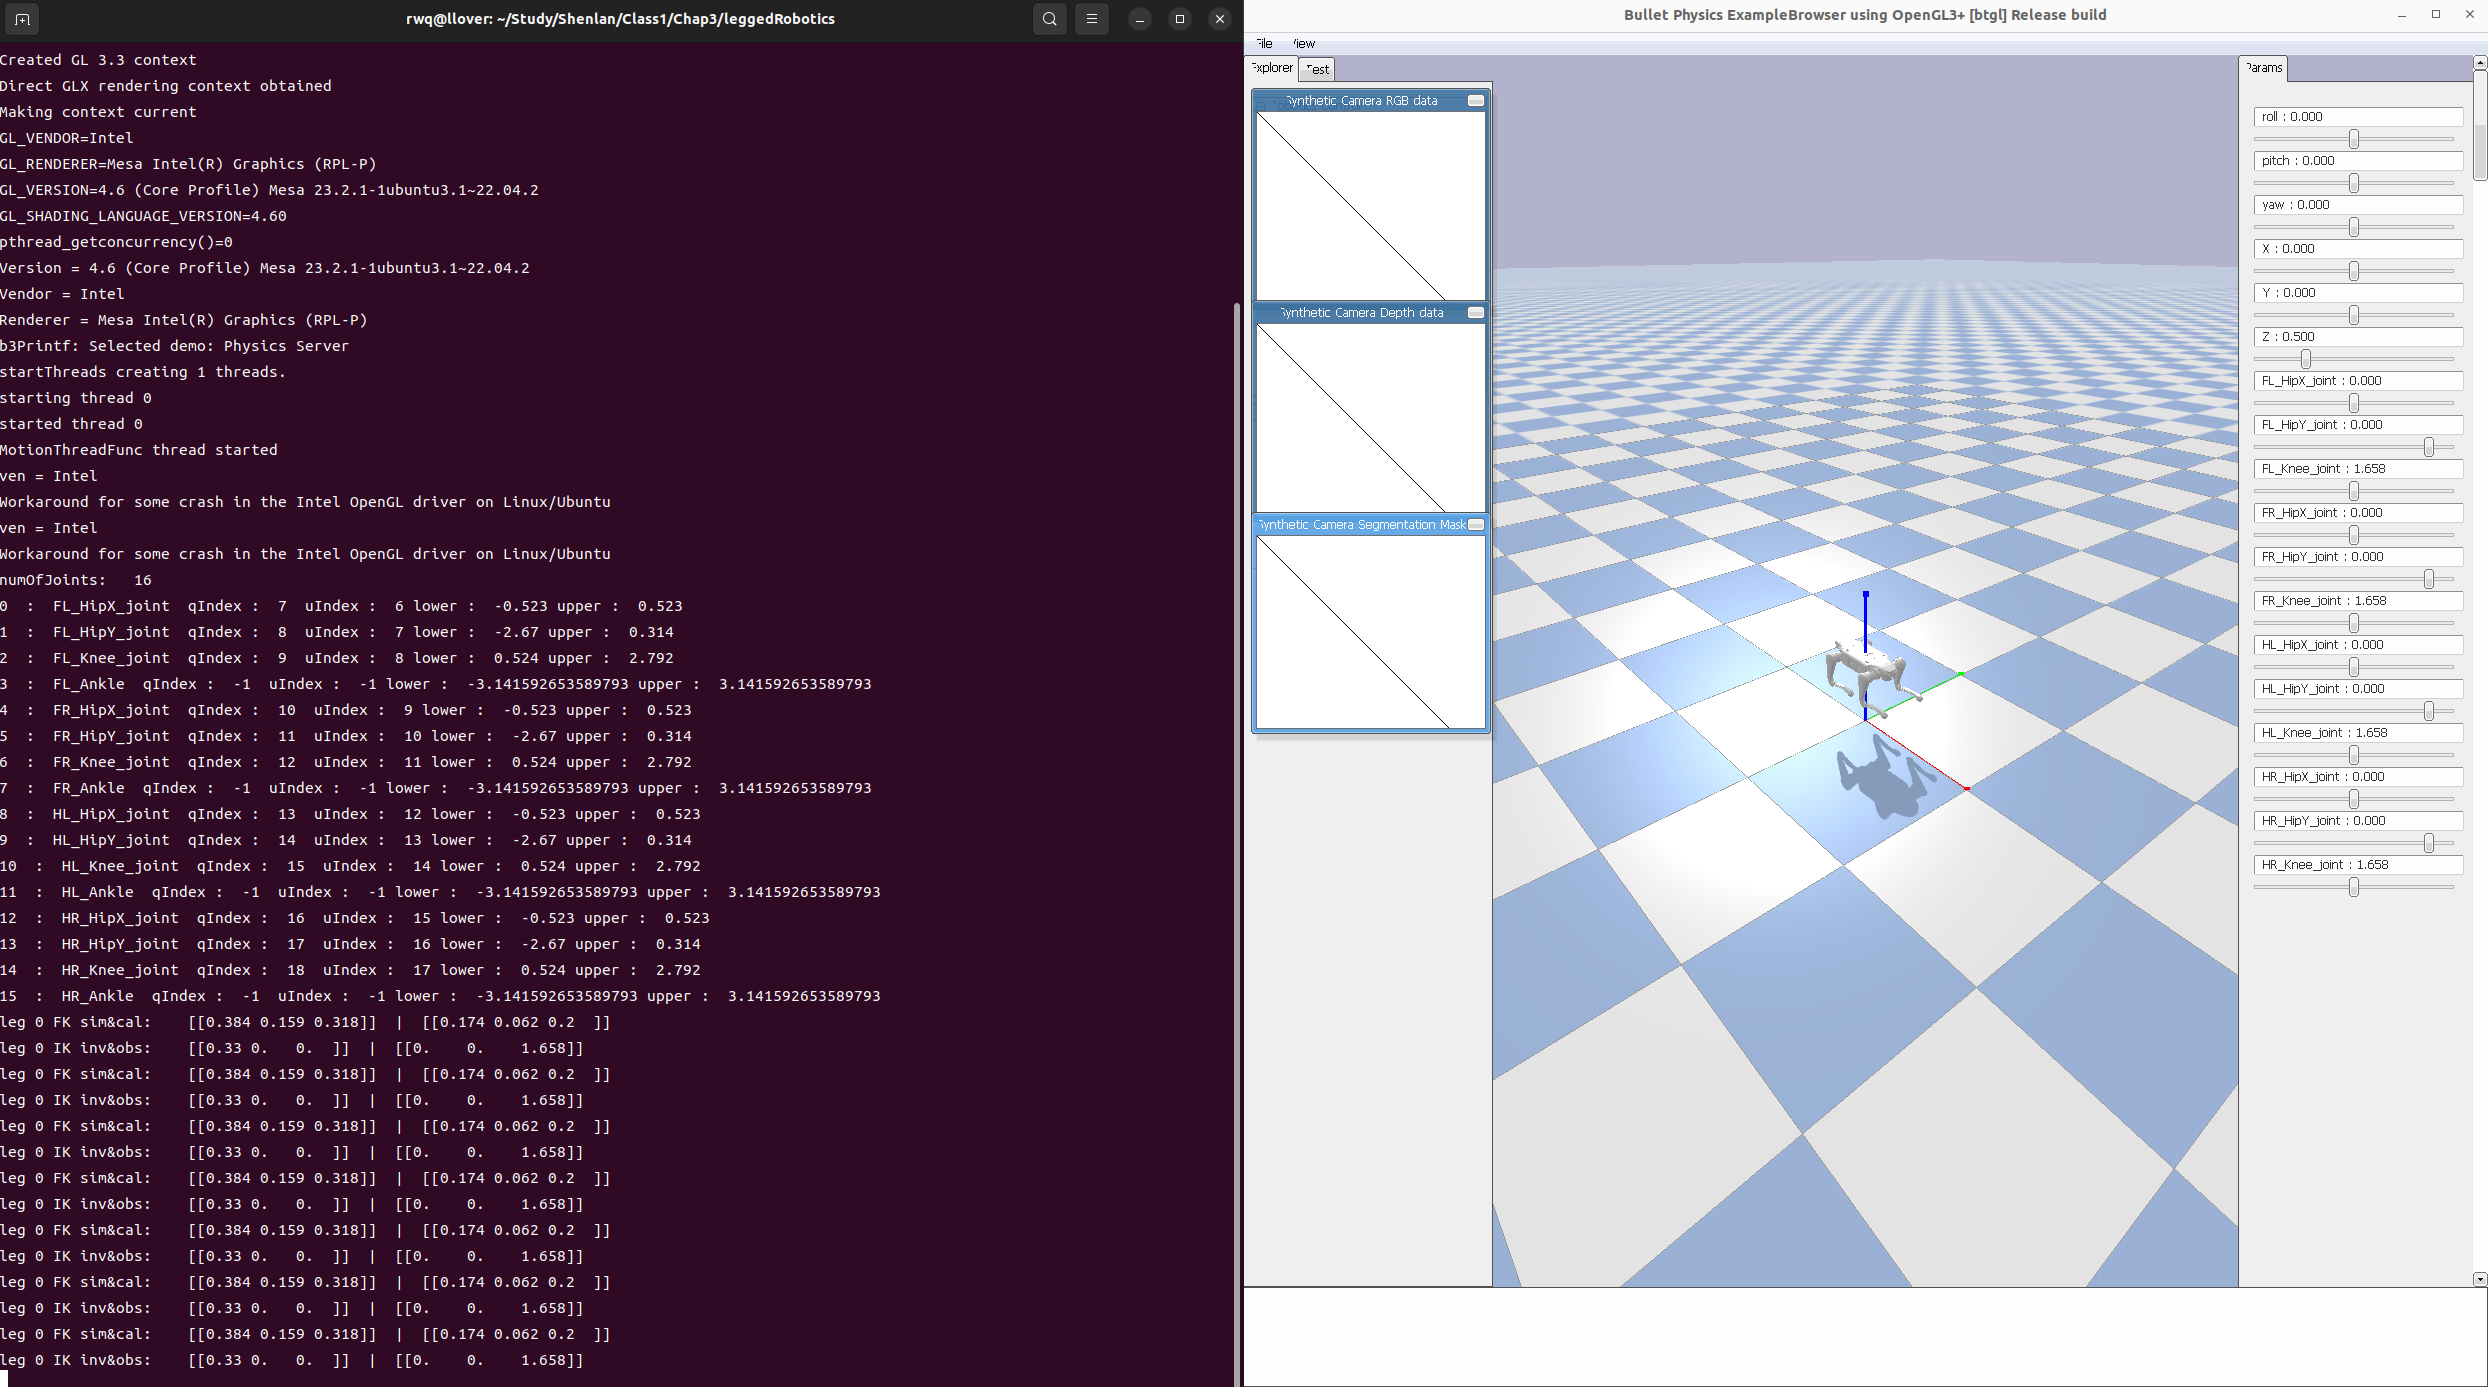 rwq@llover: ~/Study/Shenlan/Class1/Chap3/leggedRobotics
Created GL 3.3 context
Direct GLX rendering context obtained
Making context current
GL_VENDOR=Intel
GL_RENDERER=Mesa Intel(R) Graphics (RPL-P)
GL_VERSION=4.6 (Core Profile) Mesa 23.2.1-1ubuntu3.1~22.04.2
GL_SHADING_LANGUAGE_VERSION=4.60
pthread_getconcurrency()=0
Version = 4.6 (Core Profile) Mesa 23.2.1-1ubuntu3.1~22.04.2
Vendor = Intel
Renderer = Mesa Intel(R) Graphics (RPL-P)
b3Printf: Selected demo: Physics Server
startThreads creating 1 threads.
starting thread 0
started thread 0
MotionThreadFunc thread started
ven = Intel
Workaround for some crash in the Intel OpenGL driver on Linux/Ubuntu
ven = Intel
Workaround for some crash in the Intel OpenGL driver on Linux/Ubuntu
numOfJoints:   16
0  :  FL_HipX_joint  qIndex :  7  uIndex :  6 lower :  -0.523 upper :  0.523
1  :  FL_HipY_joint  qIndex :  8  uIndex :  7 lower :  -2.67 upper :  0.314
2  :  FL_Knee_joint  qIndex :  9  uIndex :  8 lower :  0.524 upper :  2.792
3  :  FL_Ankle  qIndex :  -1  uIndex :  -1 lower :  -3.141592653589793 upper :  3.141592653589793
4  :  FR_HipX_joint  qIndex :  10  uIndex :  9 lower :  -0.523 upper :  0.523
5  :  FR_HipY_joint  qIndex :  11  uIndex :  10 lower :  -2.67 upper :  0.314
6  :  FR_Knee_joint  qIndex :  12  uIndex :  11 lower :  0.524 upper :  2.792
7  :  FR_Ankle  qIndex :  -1  uIndex :  -1 lower :  -3.141592653589793 upper :  3.141592653589793
8  :  HL_HipX_joint  qIndex :  13  uIndex :  12 lower :  -0.523 upper :  0.523
9  :  HL_HipY_joint  qIndex :  14  uIndex :  13 lower :  -2.67 upper :  0.314
10  :  HL_Knee_joint  qIndex :  15  uIndex :  14 lower :  0.524 upper :  2.792
11  :  HL_Ankle  qIndex :  -1  uIndex :  -1 lower :  -3.141592653589793 upper :  3.141592653589793
12  :  HR_HipX_joint  qIndex :  16  uIndex :  15 lower :  -0.523 upper :  0.523
13  :  HR_HipY_joint  qIndex :  17  uIndex :  16 lower :  -2.67 upper :  0.314
14  :  HR_Knee_joint  qIndex :  18  uIndex :  17 lower :  0.524 upper :  2.792
15  :  HR_Ankle  qIndex :  -1  uIndex :  -1 lower :  -3.141592653589793 upper :  3.141592653589793
leg 0 FK sim&cal:    [[0.384 0.159 0.318]]  |  [[0.174 0.062 0.2  ]]
leg 0 IK inv&obs:    [[0.33 0.   0.  ]]  |  [[0.    0.    1.658]]
leg 0 FK sim&cal:    [[0.384 0.159 0.318]]  |  [[0.174 0.062 0.2  ]]
leg 0 IK inv&obs:    [[0.33 0.   0.  ]]  |  [[0.    0.    1.658]]
leg 0 FK sim&cal:    [[0.384 0.159 0.318]]  |  [[0.174 0.062 0.2  ]]
leg 0 IK inv&obs:    [[0.33 0.   0.  ]]  |  [[0.    0.    1.658]]
leg 0 FK sim&cal:    [[0.384 0.159 0.318]]  |  [[0.174 0.062 0.2  ]]
leg 0 IK inv&obs:    [[0.33 0.   0.  ]]  |  [[0.    0.    1.658]]
leg 0 FK sim&cal:    [[0.384 0.159 0.318]]  |  [[0.174 0.062 0.2  ]]
leg 0 IK inv&obs:    [[0.33 0.   0.  ]]  |  [[0.    0.    1.658]]
leg 0 FK sim&cal:    [[0.384 0.159 0.318]]  |  [[0.174 0.062 0.2  ]]
leg 0 IK inv&obs:    [[0.33 0.   0.  ]]  |  [[0.    0.    1.658]]
leg 0 FK sim&cal:    [[0.384 0.159 0.318]]  |  [[0.174 0.062 0.2  ]]
leg 0 IK inv&obs:    [[0.33 0.   0.  ]]  |  [[0.    0.    1.658]]
Bullet Physics ExampleBrowser using OpenGL3+ [btgl] Release build
File View
Explorer Test
Synthetic Camera RGB data
Synthetic Camera Depth data
Synthetic Camera Segmentation Mask
Params
roll : 0.000
pitch : 0.000
yaw : 0.000
X : 0.000
Y : 0.000
Z : 0.500
FL_HipX_joint : 0.000
FL_HipY_joint : 0.000
FL_Knee_joint : 1.658
FR_HipX_joint : 0.000
FR_HipY_joint : 0.000
FR_Knee_joint : 1.658
HL_HipX_joint : 0.000
HL_HipY_joint : 0.000
HL_Knee_joint : 1.658
HR_HipX_joint : 0.000
HR_HipY_joint : 0.000
HR_Knee_joint : 1.658